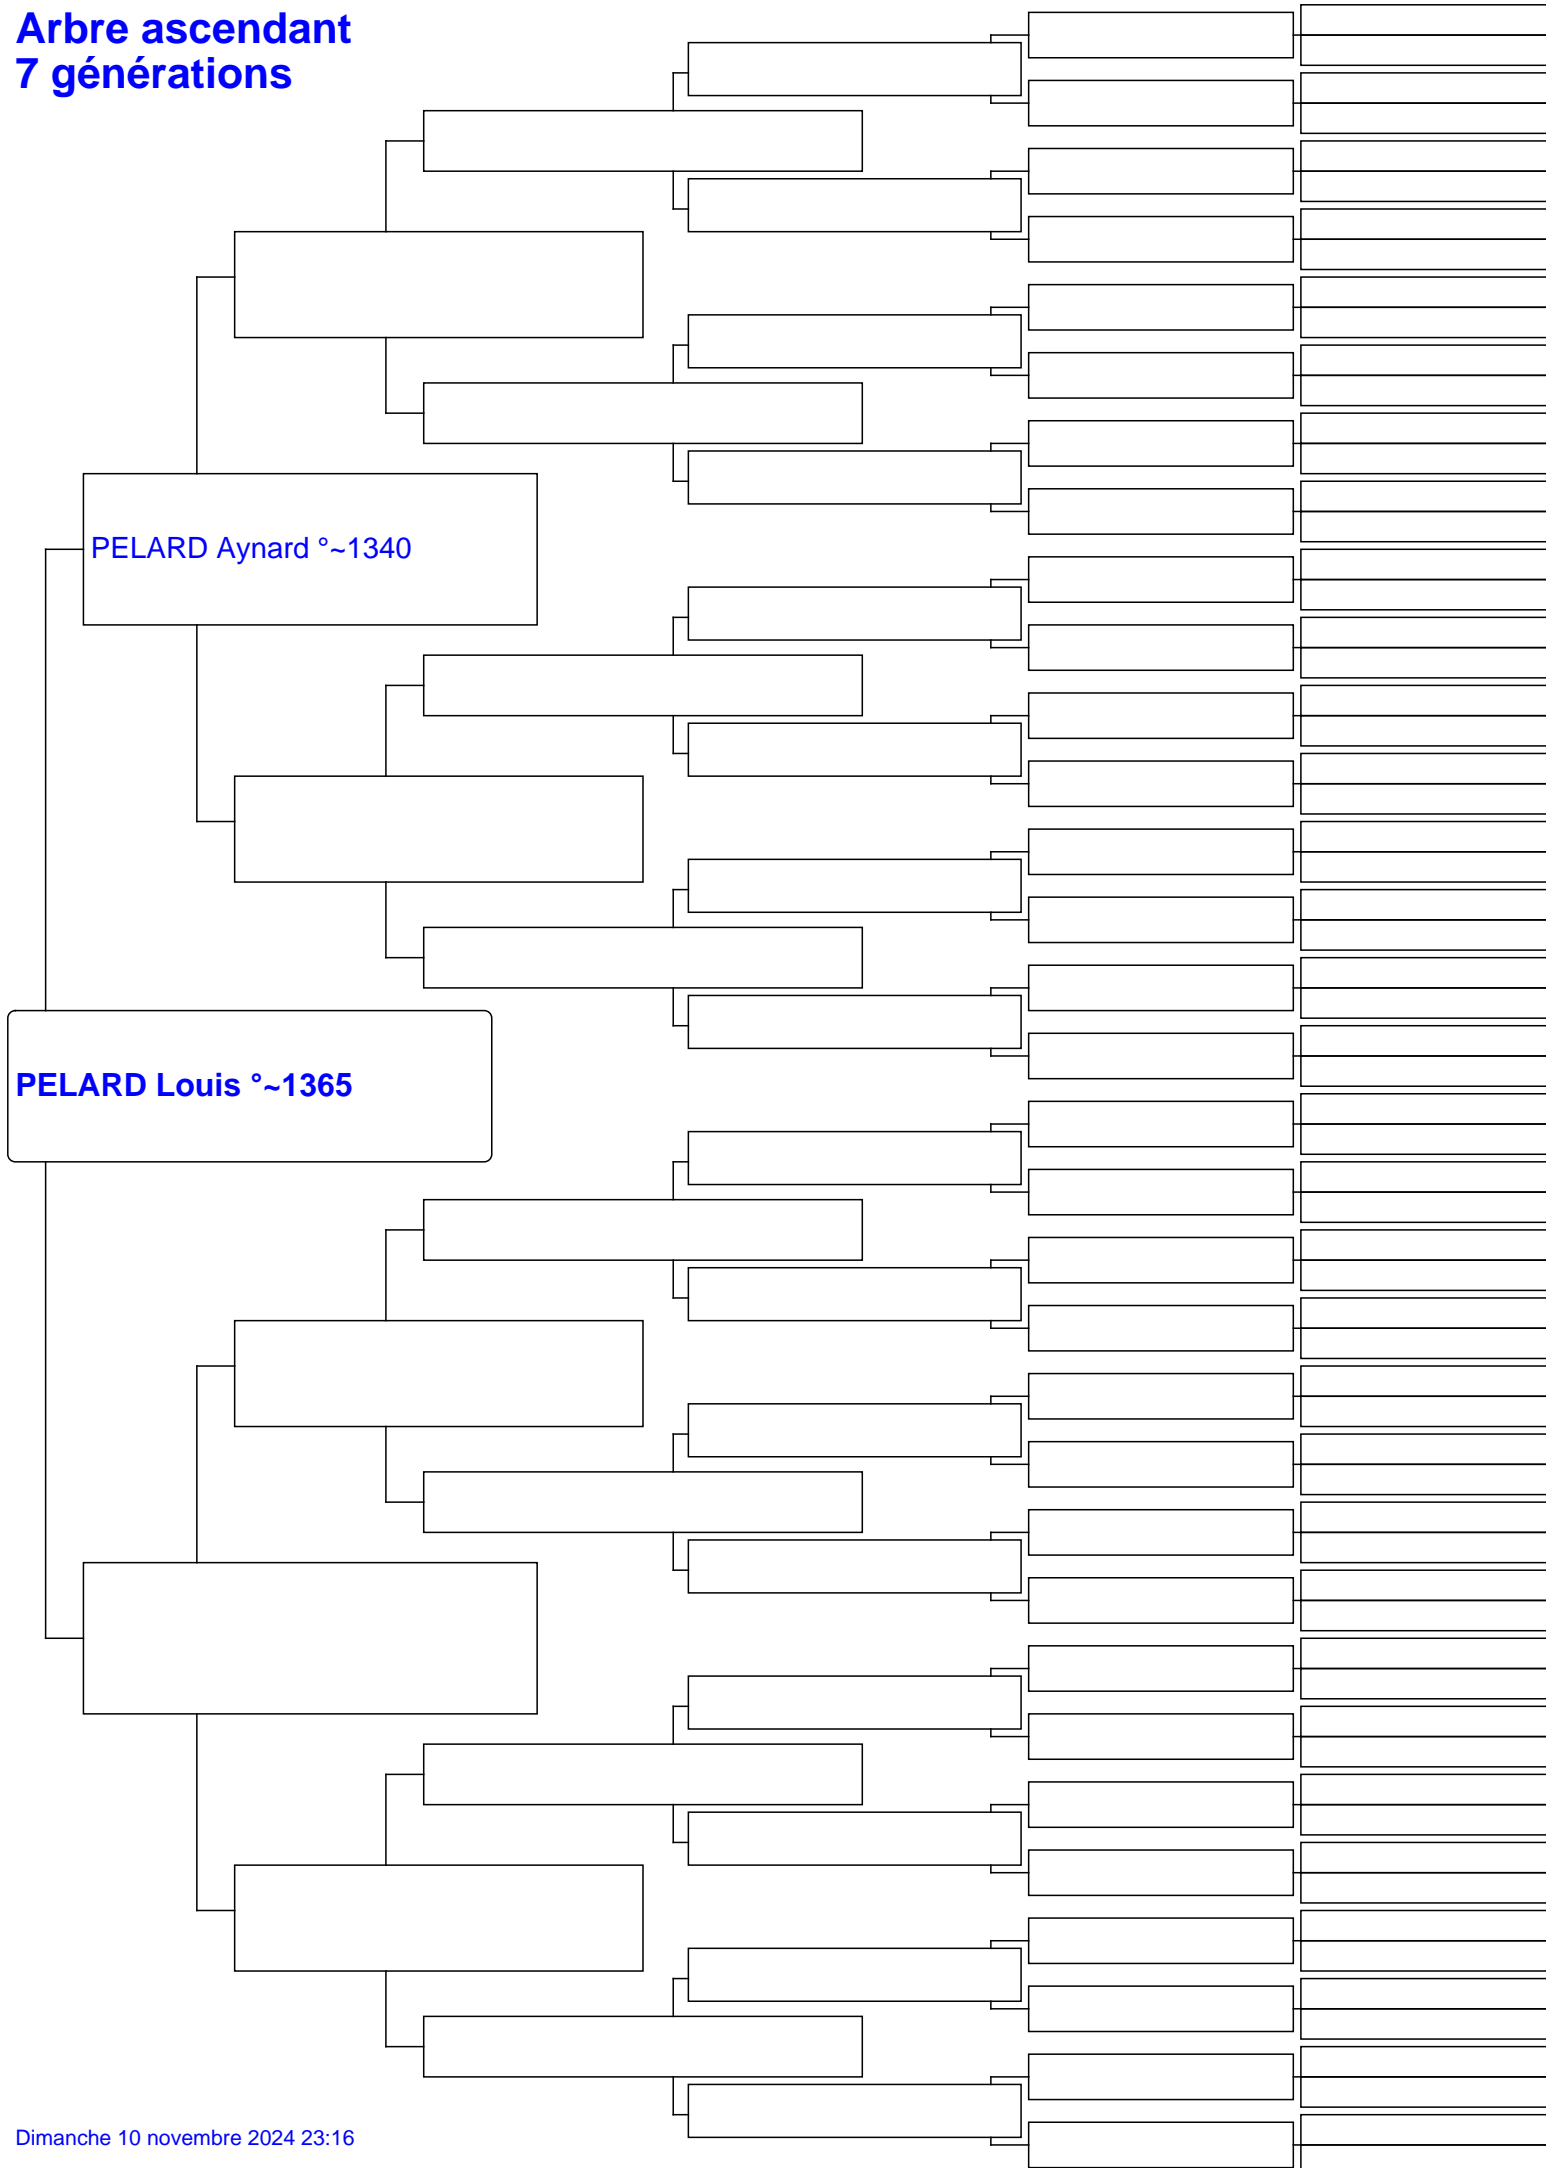 Arbre ascendant
7 générations
PELARD Aynard °~1340
PELARD Louis °~1365
Dimanche 10 novembre 2024 23:16